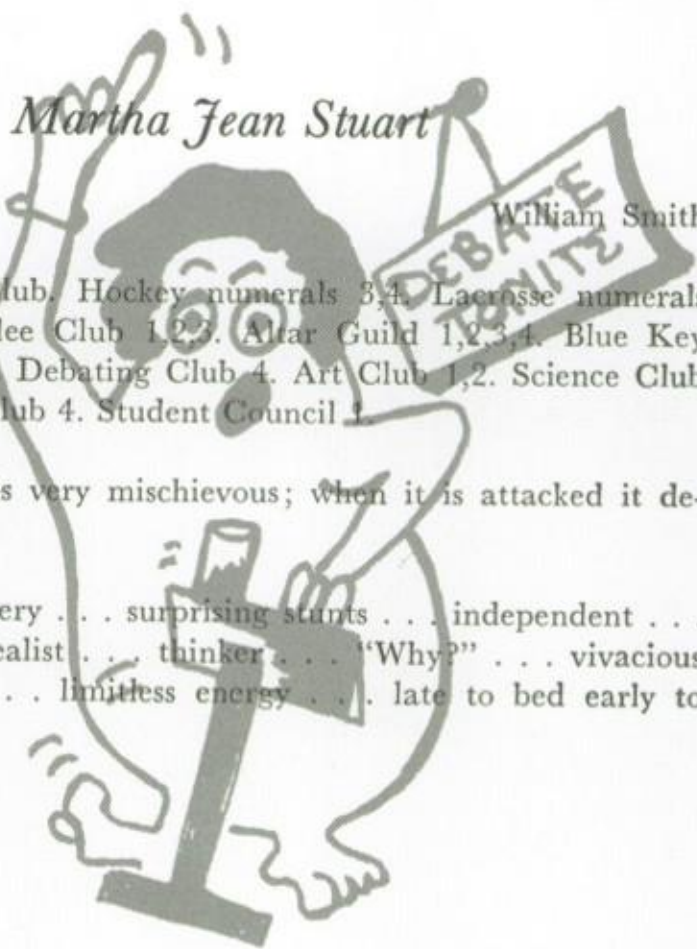 Martha Jean Stuart
DEBATE
TONITE
William Smith
lub. Hockey numerals 3,4. Lacrosse numerals
lee Club 1,2,3. Altar Guild 1,2,3,4. Blue Key
Debating Club 4. Art Club 1,2. Science Club
lub 4. Student Council 1.
s very mischievous; when it is attacked it de-
ery . . . surprising stunts . . . independent . . .
ealist . . . thinker . . . “Why?” . . . vivacious
. . limitless energy . . . late to bed early to